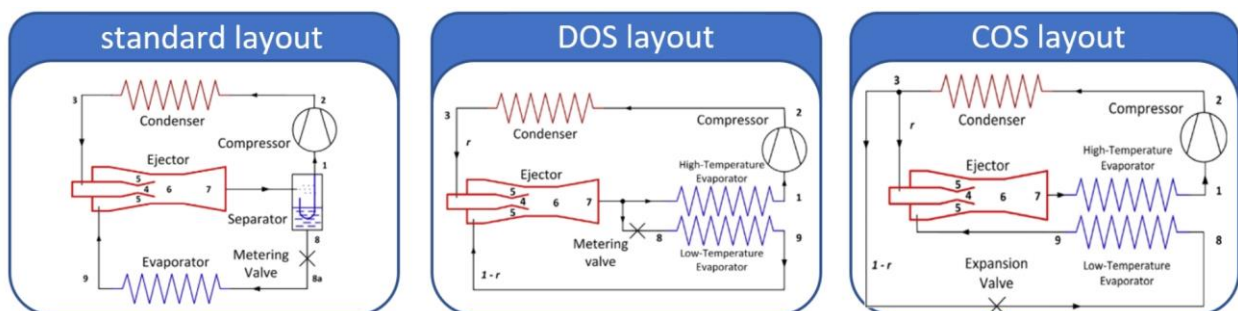 standard layout
3
Condenser
2
Compressor
Ejector
1
5
4
6
7
5
Separator
8
Evaporator
Metering
Valve
9
8a
DOS layout
3
Condenser
2
Compressor
r
Ejector
High-Temperature
Evaporator
5
4
6
7
1
5
Metering
valve
8
9
Low-Temperature
Evaporator
1 - r
COS layout
3
Condenser
2
Compressor
r
Ejector
High-Temperature
Evaporator
5
4
6
7
1
5
9
8
1 - r
Expansion
Valve
Low-Temperature
Evaporator